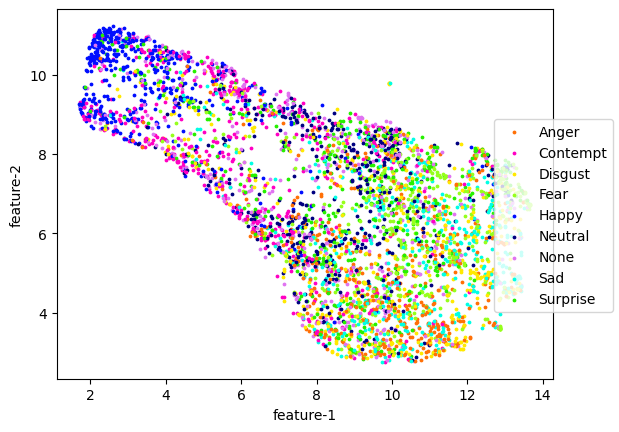 10
8
6
4
2
4
6
8
10
12
14
feature-2
feature-1
Anger
Contempt
Disgust
Fear
Happy
Neutral
None
Sad
Surprise